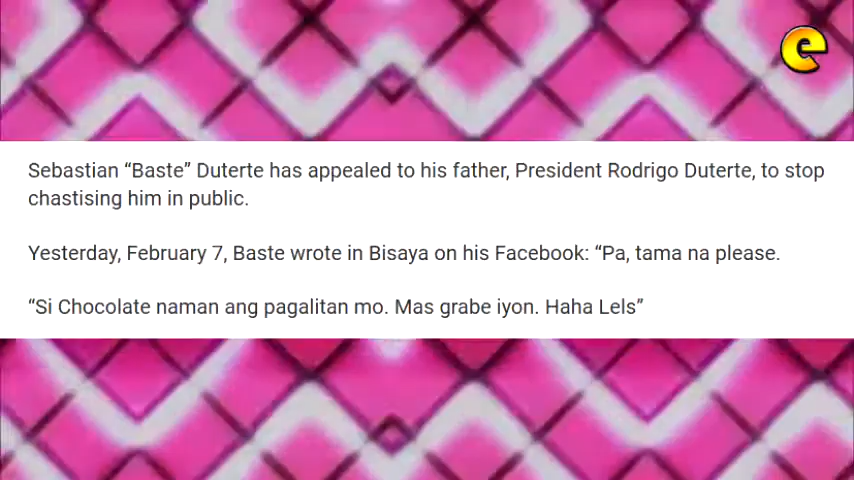 e
Sebastian “Baste” Duterte has appealed to his father, President Rodrigo Duterte, to stop
chastising him in public.
Yesterday, February 7, Baste wrote in Bisaya on his Facebook: “Pa, tama na please.
“Si Chocolate naman ang pagalitan mo. Mas grabe iyon. Haha Lels”